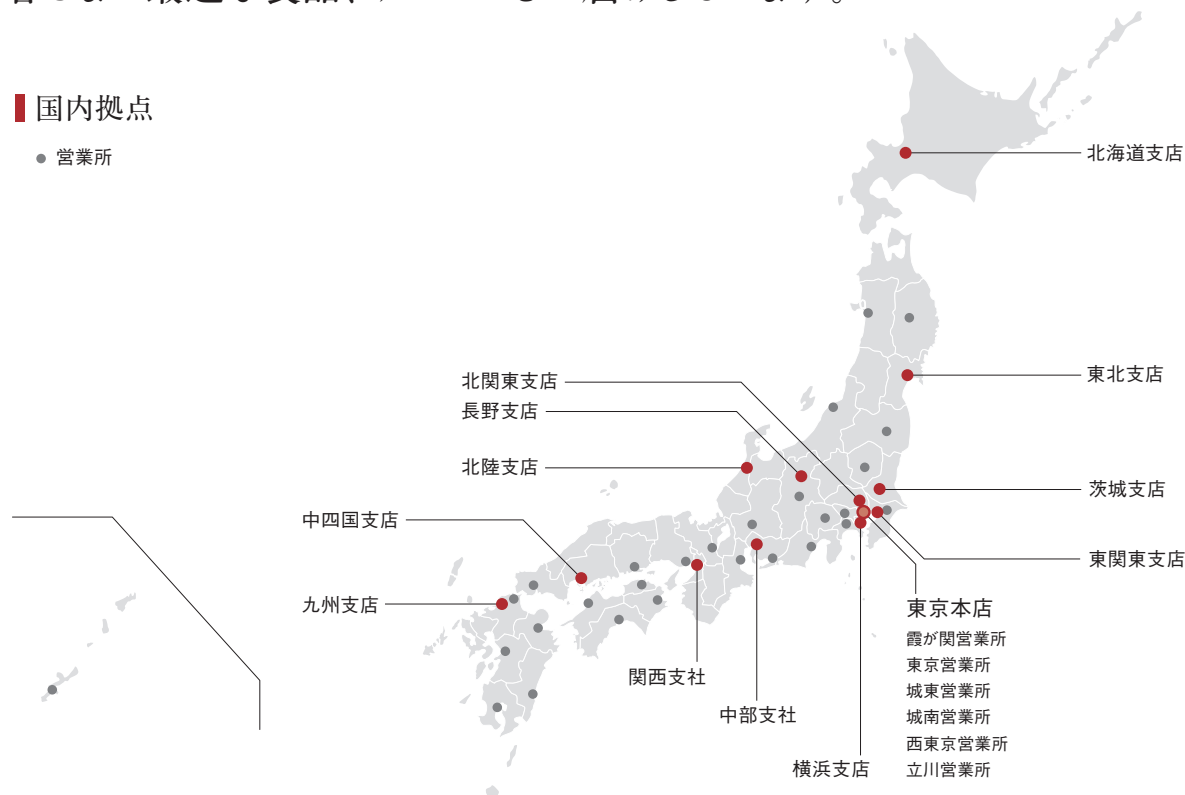 国内拠点
営業所
北海道支店
東北支店
北関東支店
長野支店
北陸支店
茨城支店
中四国支店
東関東支店
九州支店
東京本店
霞が関営業所
東京営業所
城東営業所
城南営業所
西東京営業所
立川営業所
関西支社
中部支社
横浜支店